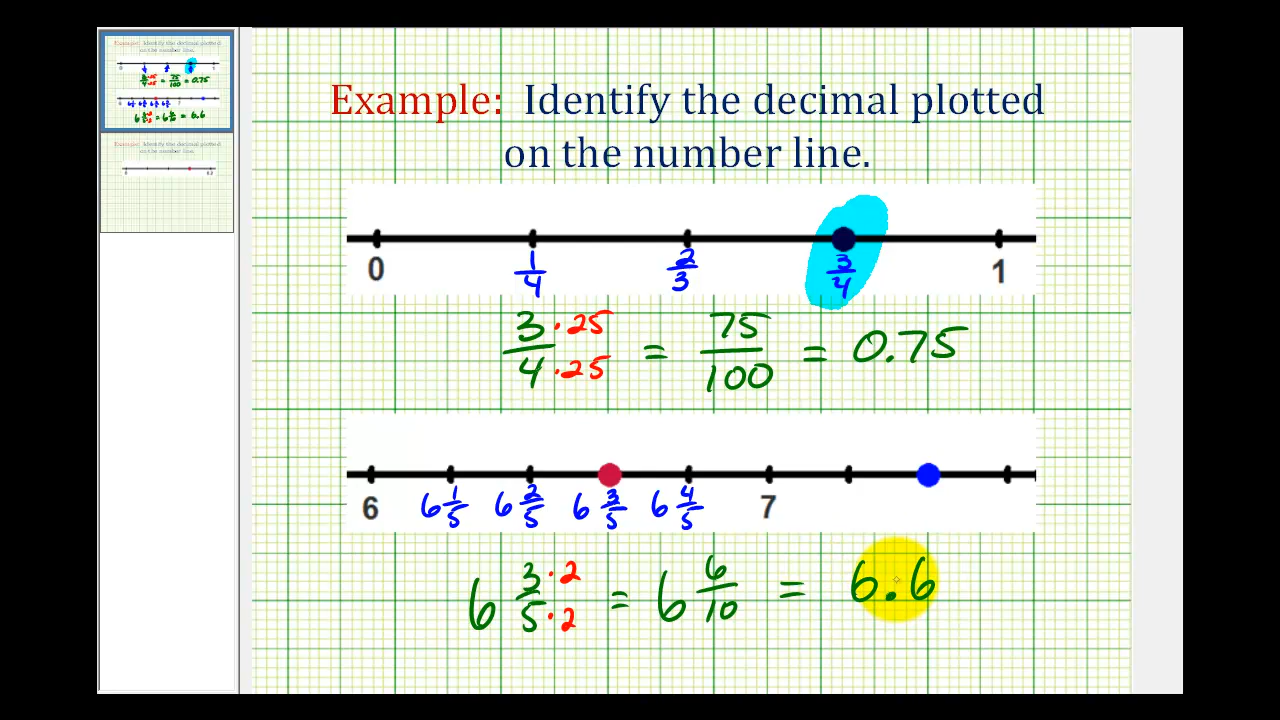 Example: Identify the decimal plotted
on the number line.
0 1/4 2/3 3/4 1
3/4 ·25/·25 = 75/100 = 0.75
6 6 1/5 6 2/5 6 3/5 6 4/5 7
6 3/5 ·2/·2 = 6 6/10 = 6.6